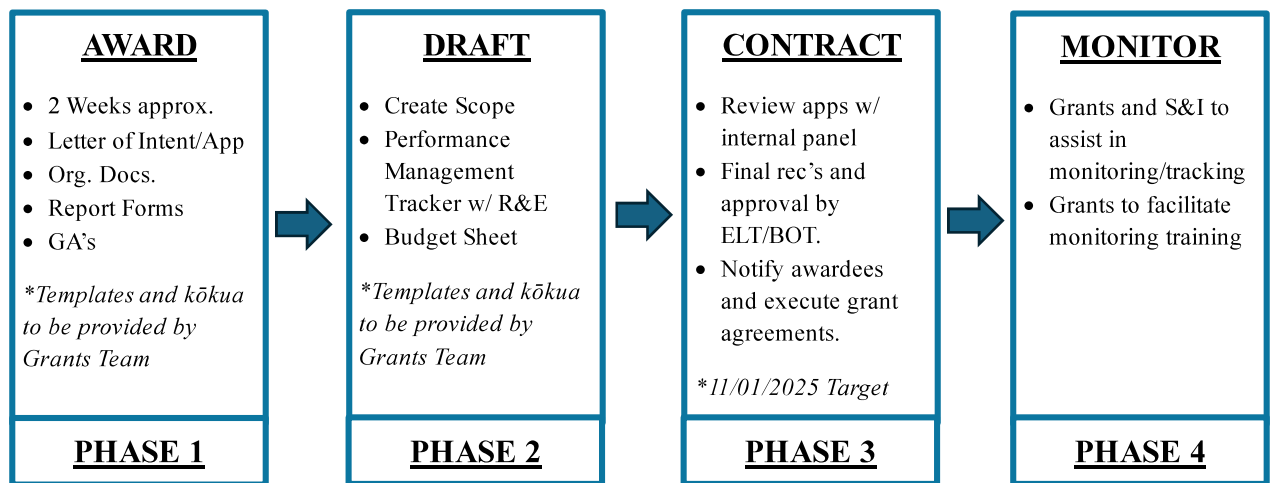 AWARD
• 2 Weeks approx.
• Letter of Intent/App
• Org. Docs.
• Report Forms
• GA's
*Templates and kōkua
to be provided by
Grants Team
PHASE 1
DRAFT
• Create Scope
• Performance
Management
Tracker w/ R&E
• Budget Sheet
*Templates and kōkua
to be provided by
Grants Team
PHASE 2
CONTRACT
• Review apps w/
internal panel
• Final rec's and
approval by
ELT/BOT.
• Notify awardees
and execute grant
agreements.
*11/01/2025 Target
PHASE 3
MONITOR
• Grants and S&I to
assist in
monitoring/tracking
• Grants to facilitate
monitoring training
PHASE 4